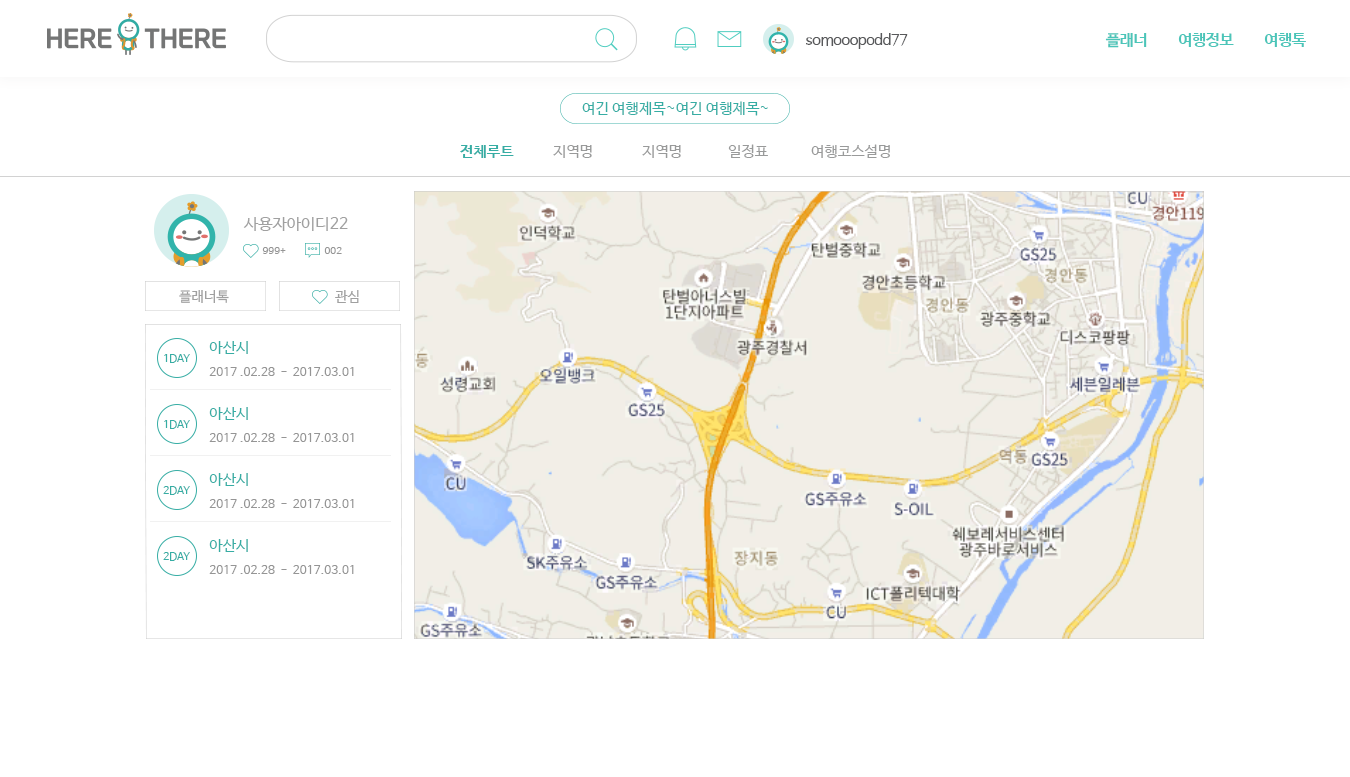 HERE THERE
somooopodd77
플래너 여행정보 여행톡
여긴 여행제목~여긴 여행제목~
전체루트 지역명 지역명 일정표 여행코스설명
사용자아이디22
999+ 002
플래너톡 관심
1DAY 아산시
2017 .02.28 - 2017.03.01
1DAY 아산시
2017 .02.28 - 2017.03.01
2DAY 아산시
2017 .02.28 - 2017.03.01
2DAY 아산시
2017 .02.28 - 2017.03.01
CU
경안119
인덕학교
탄벌중학교
GS25
경안동
경안초등학교
탄벌아너스빌
1단지아파트
경안동
광주중학교
디스코팡팡
광주경찰서
동
성령교회
오일뱅크
세븐일레븐
GS25
역동
GS25
CU
GS주유소
S-OIL
쉐보레서비스센터
광주바로서비스
SK주유소
장지동
GS주유소
ICT폴리텍대학
CU
GS주유소